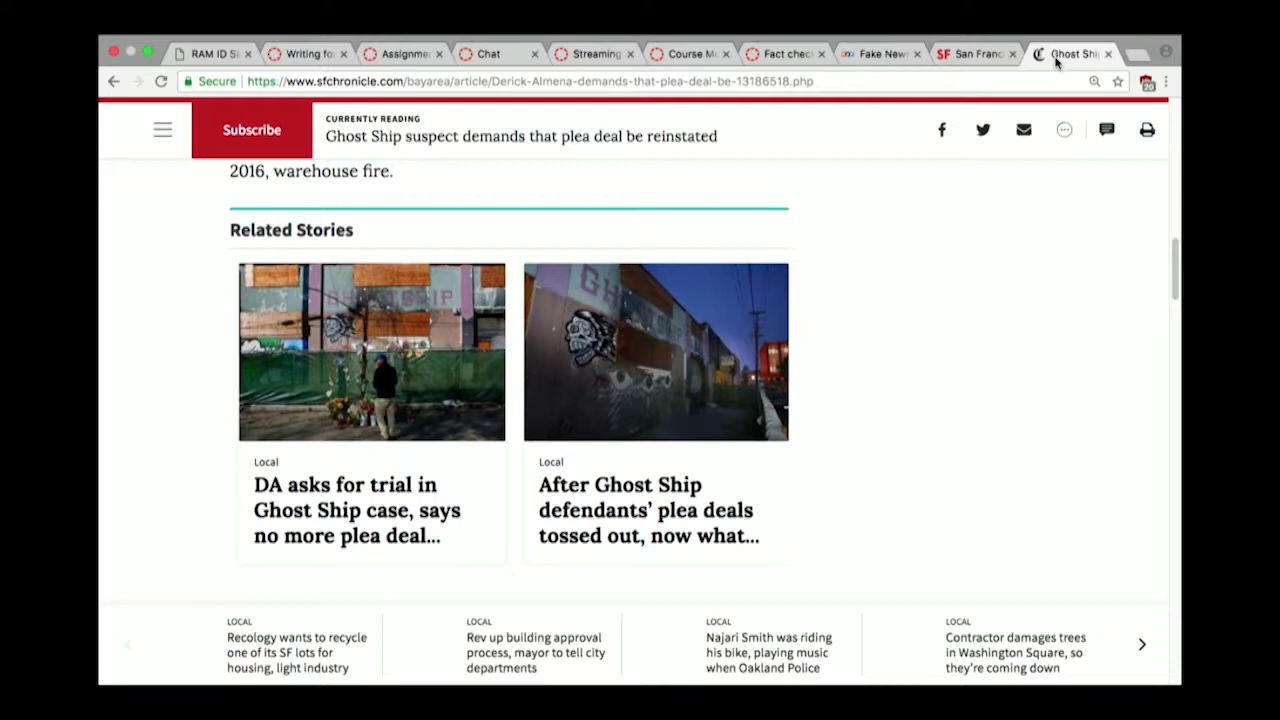 RAM ID S
Writing fo
Assignme
Chat
Streaming
Course M
Fact chec
Fake New
SF San Franc
Ghost Shi
Secure
https://www.sfchronicle.com/bayarea/article/Derick-Almena-demands-that-plea-deal-be-13186518.php
20
Subscribe
CURRENTLY READING
Ghost Ship suspect demands that plea deal be reinstated
2016, warehouse fire.
Related Stories
GHOSTSHIP
GH
SHIP
Local
DA asks for trial in
Ghost Ship case, says
no more plea deal...
Local
After Ghost Ship
defendants’ plea deals
tossed out, now what...
LOCAL
Recology wants to recycle
one of its SF lots for
housing, light industry
LOCAL
Rev up building approval
process, mayor to tell city
departments
LOCAL
Najari Smith was riding
his bike, playing music
when Oakland Police
LOCAL
Contractor damages trees
in Washington Square, so
they’re coming down